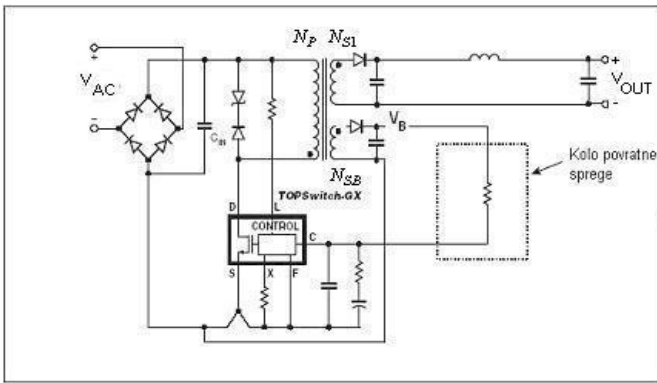 N_P N_S1
+
V_AC
−
C_in
+
V_OUT
-
V_B
N_SB
Kolo povratne
sprege
TOPSwitch-GX
D L
CONTROL
C
S X F